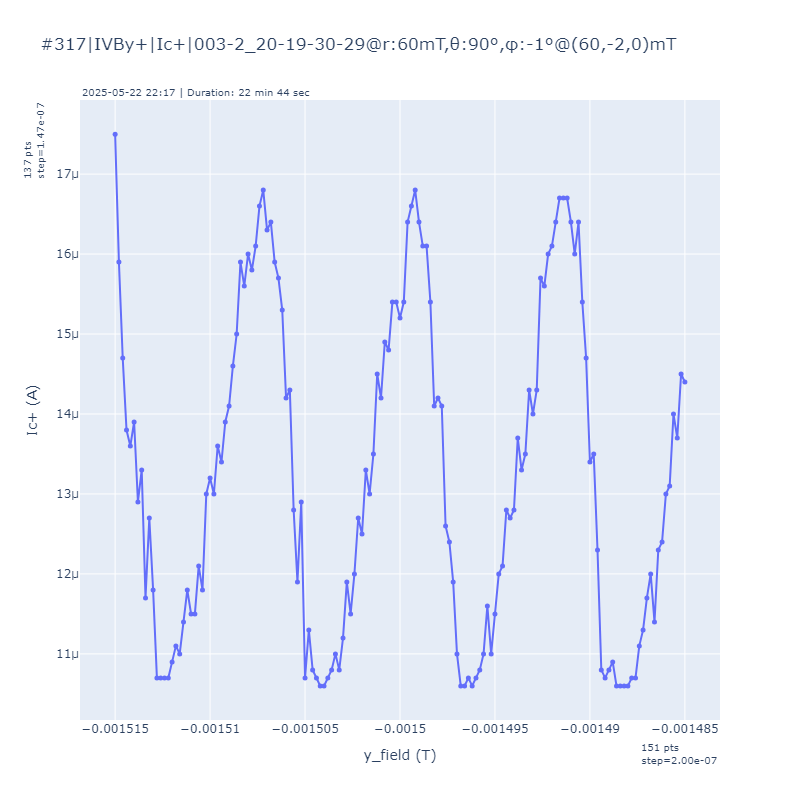 #317|IVBy+|Ic+|003-2_20-19-30-29@r:60mT,θ:90º,φ:-1º@(60,-2,0)mT
2025-05-22 22:17 | Duration: 22 min 44 sec
137 pts
step=1.47e-07
17μ
16μ
15μ
14μ
13μ
12μ
11μ
Ic+ (A)
−0.001515
−0.00151
−0.001505
−0.0015
−0.001495
−0.00149
−0.001485
y_field (T)
151 pts
step=2.00e-07